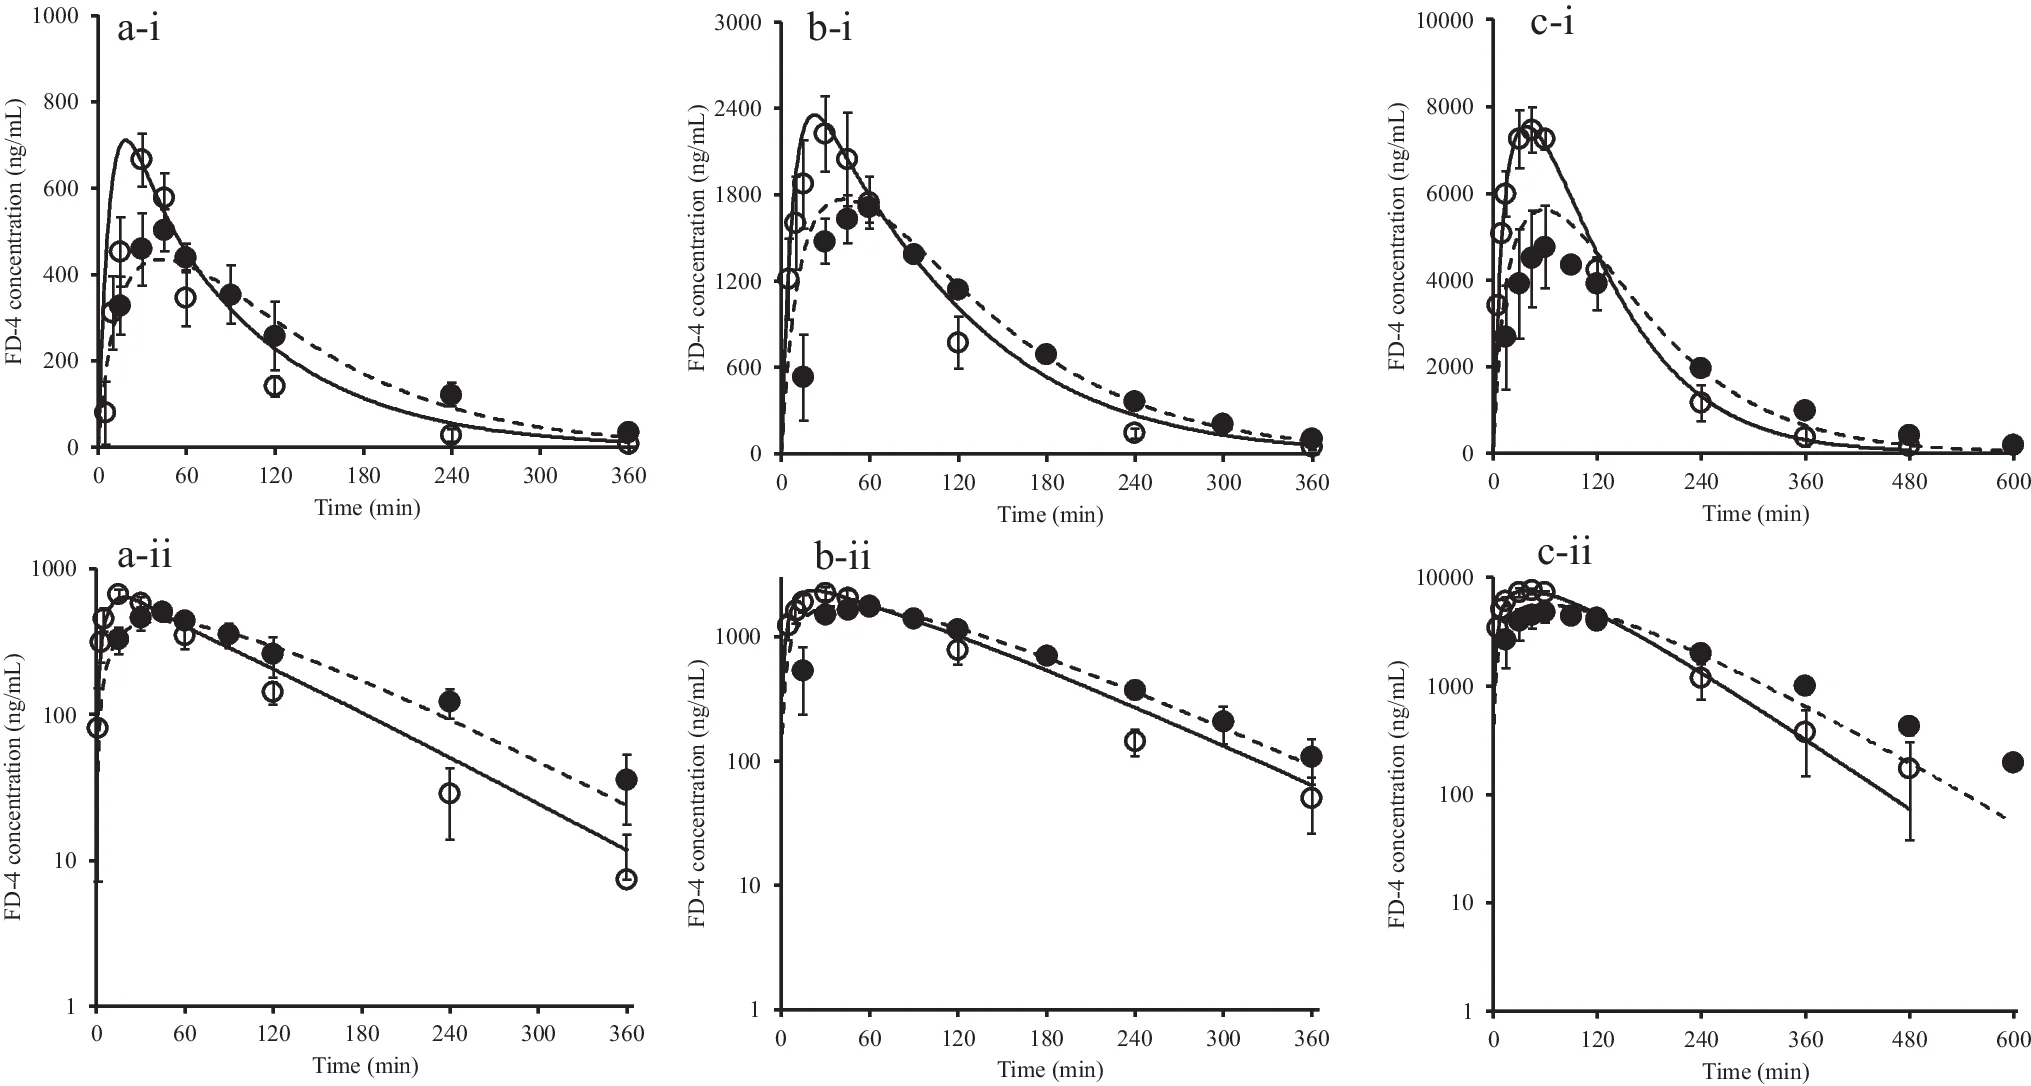 a-i
FD-4 concentration (ng/mL)
1000
800
600
400
200
0
0 60 120 180 240 300 360
Time (min)
b-i
FD-4 concentration (ng/mL)
3000
2400
1800
1200
600
0
0 60 120 180 240 300 360
Time (min)
c-i
FD-4 concentration (ng/mL)
10000
8000
6000
4000
2000
0
0 120 240 360 480 600
Time (min)
a-ii
FD-4 concentration (ng/mL)
1000
100
10
1
0 60 120 180 240 300 360
Time (min)
b-ii
FD-4 concentration (ng/mL)
1000
100
10
1
0 60 120 180 240 300 360
Time (min)
c-ii
FD-4 concentration (ng/mL)
10000
1000
100
10
1
0 120 240 360 480 600
Time (min)